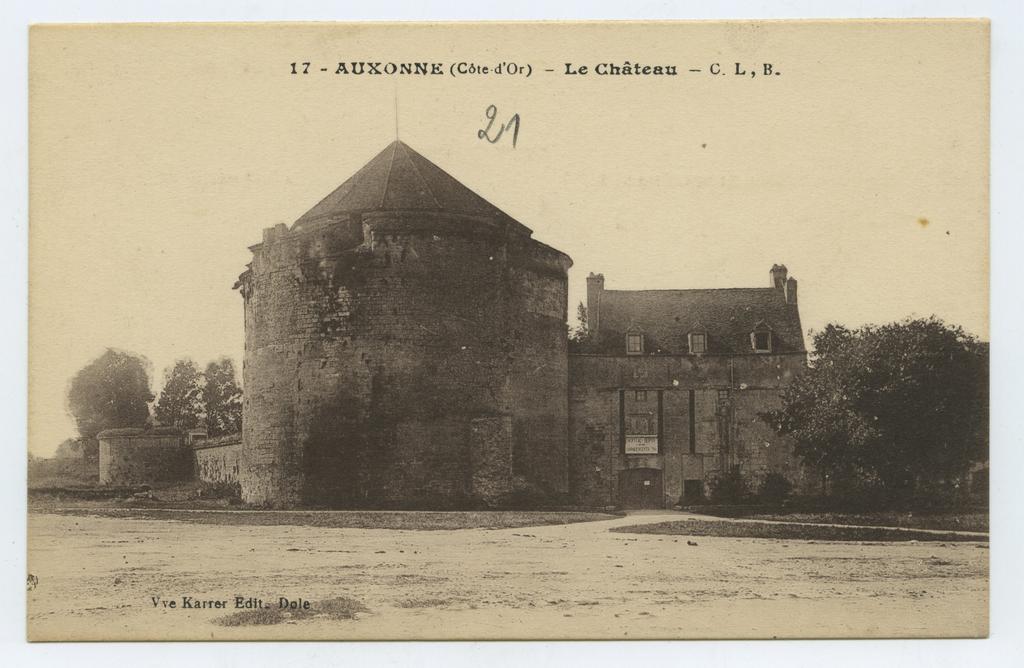 17 - AUXONNE (Côte-d'Or) - Le Château - C. L, B.
21
Vve Karrer Edit. Dole